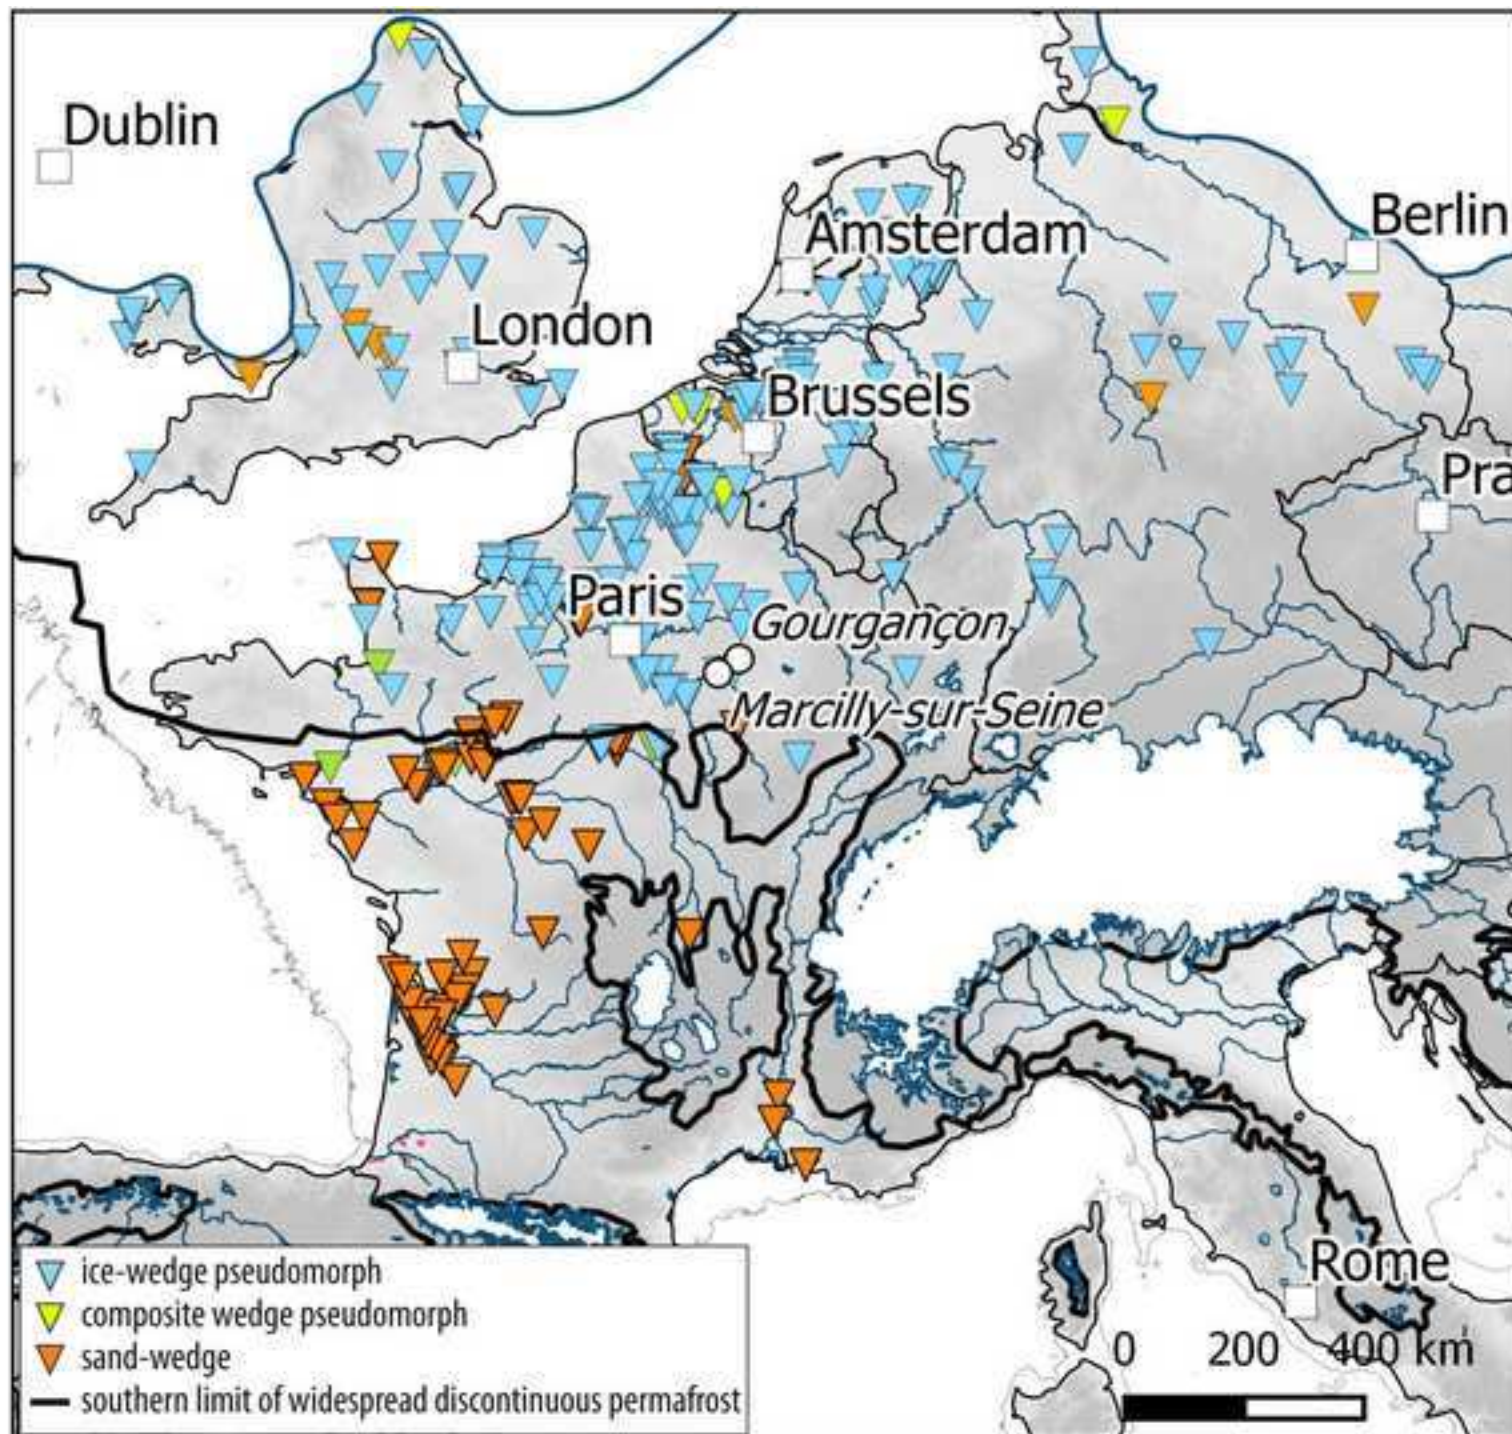 Dublin
Berlin
Amsterdam
London
Brussels
Pra
Paris
Gourgançon
Marcilly-sur-Seine
Rome
ice-wedge pseudomorph
composite wedge pseudomorph
sand-wedge
southern limit of widespread discontinuous permafrost
0 200 400 km